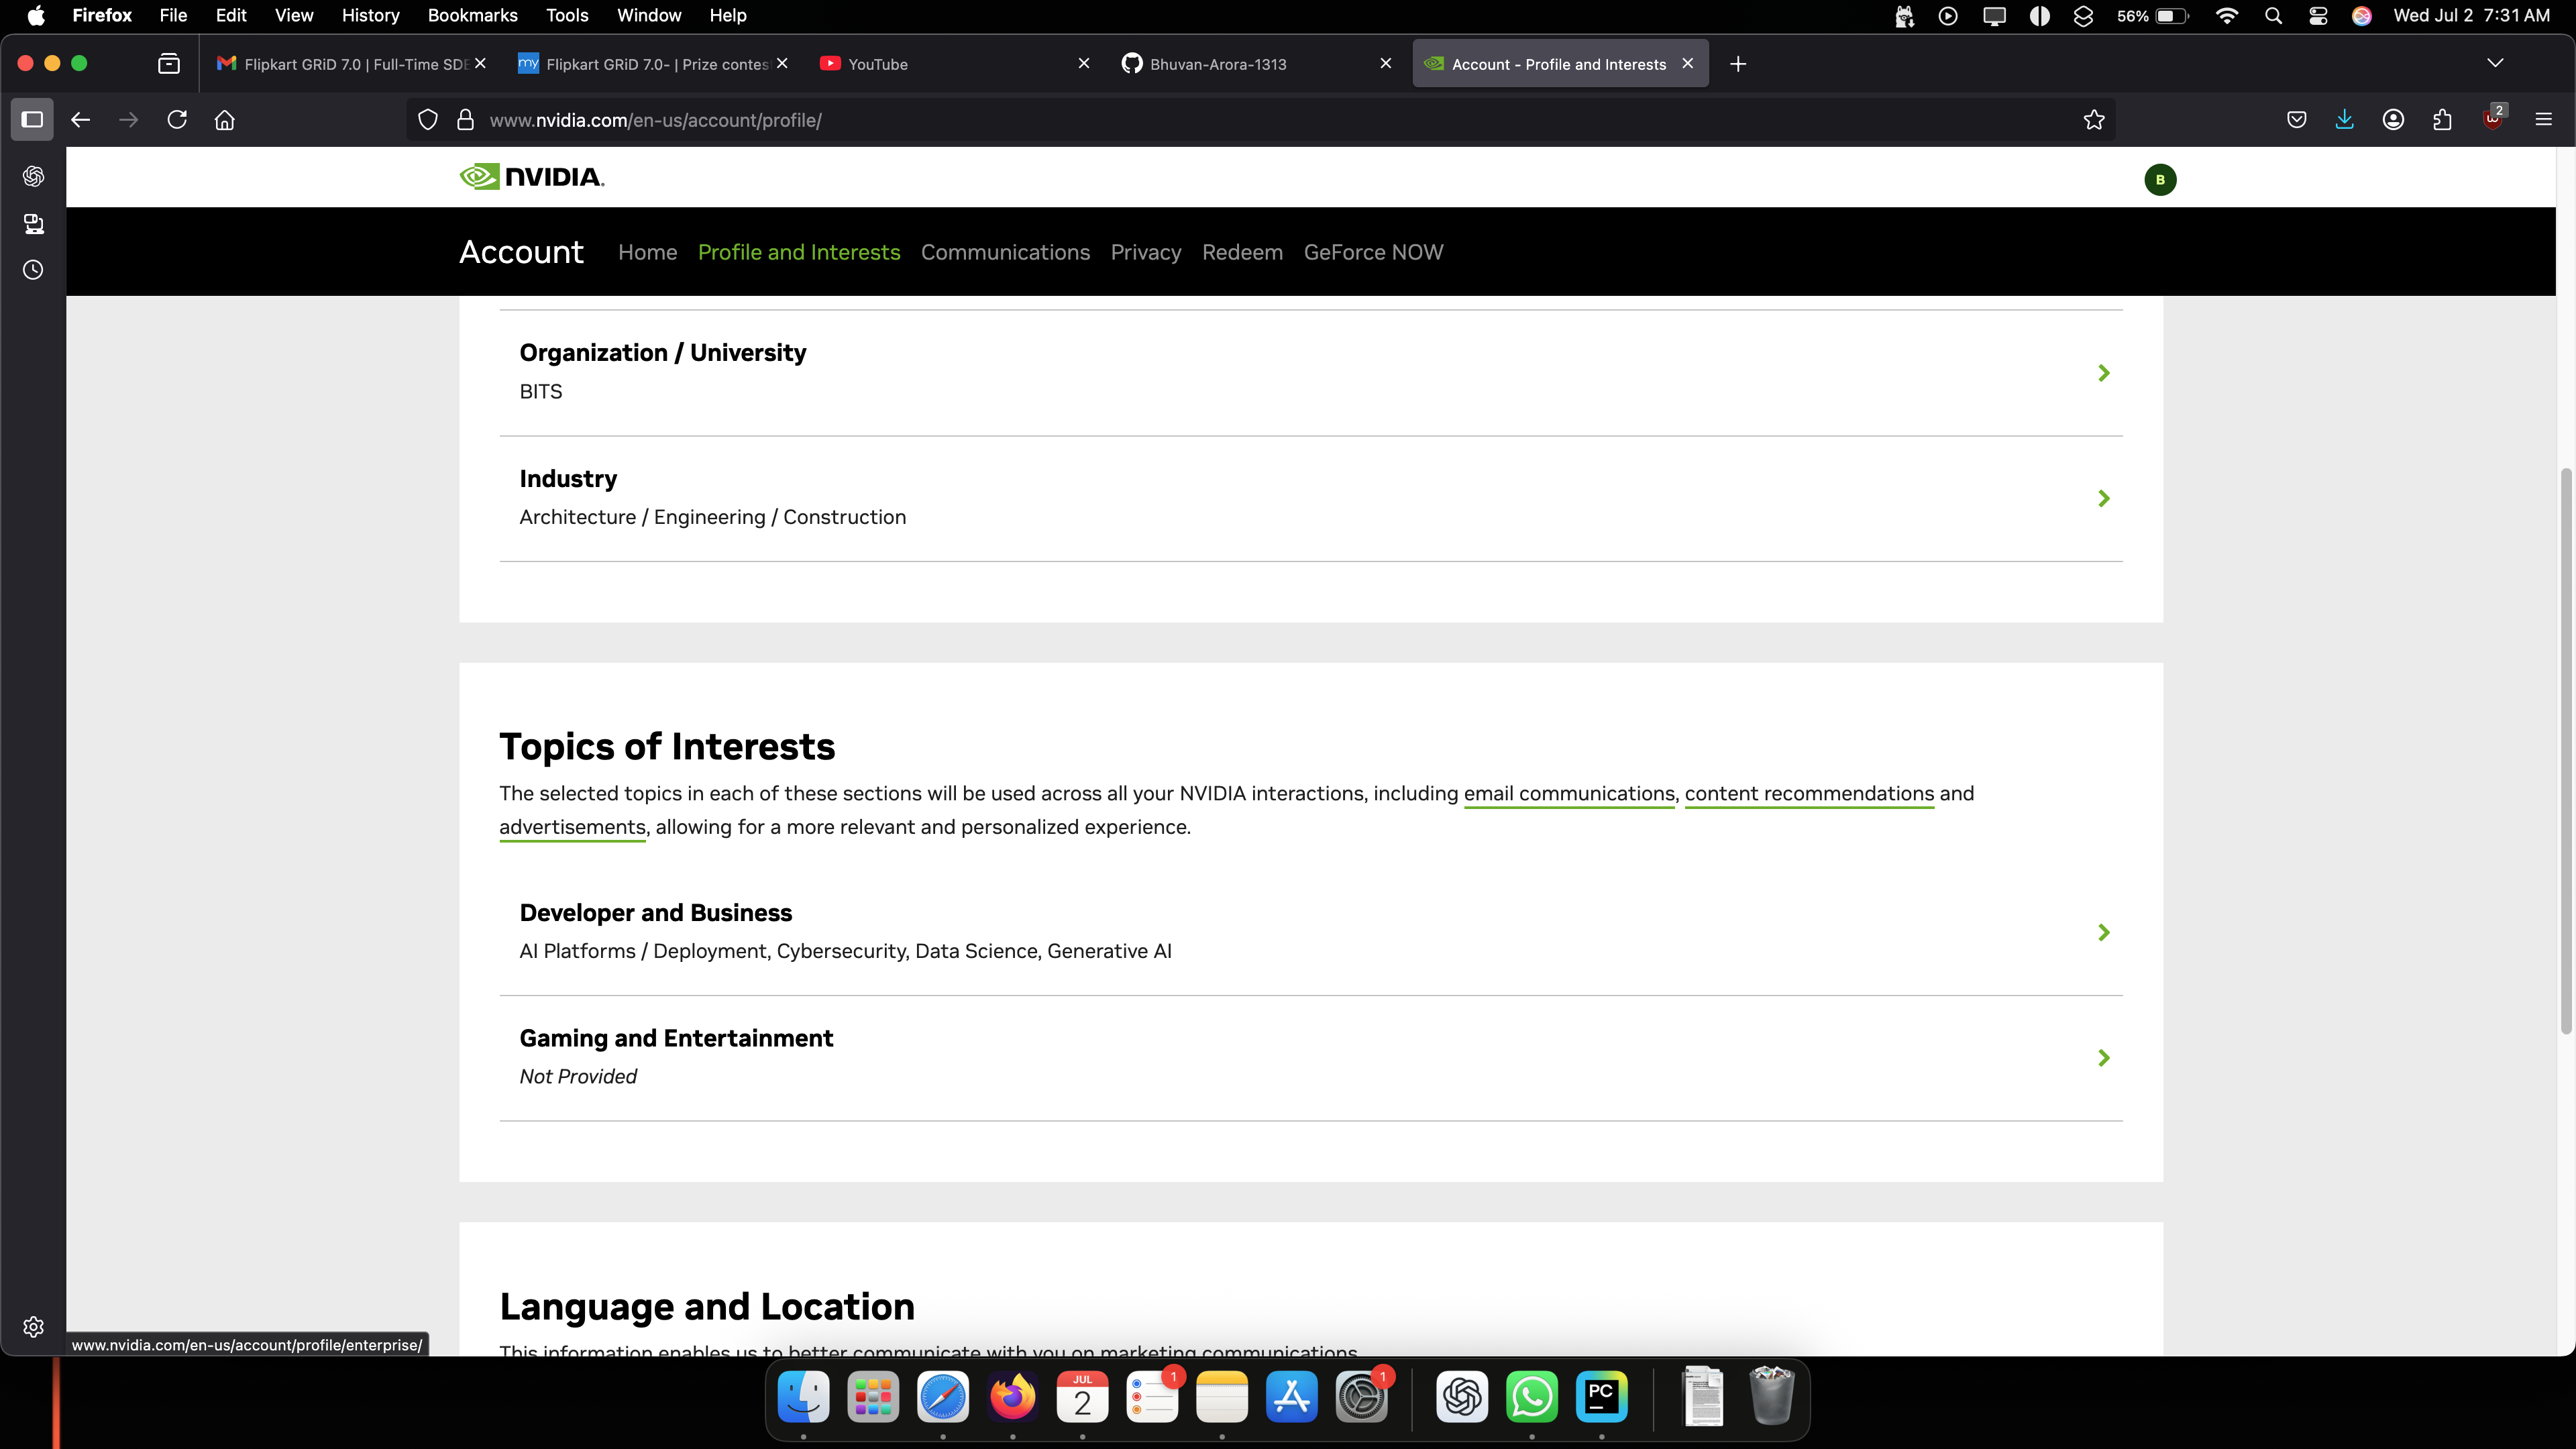 Firefox File Edit View History Bookmarks Tools Window Help 56% Wed Jul 2 7:31 AM
Flipkart GRiD 7.0 | Full-Time SDE
my Flipkart GRiD 7.0- | Prize contes
YouTube
Bhuvan-Arora-1313
Account - Profile and Interests
www.nvidia.com/en-us/account/profile/
2
NVIDIA.
B
Account Home Profile and Interests Communications Privacy Redeem GeForce NOW
Organization / University
BITS
Industry
Architecture / Engineering / Construction
Topics of Interests
The selected topics in each of these sections will be used across all your NVIDIA interactions, including email communications, content recommendations and
advertisements, allowing for a more relevant and personalized experience.
Developer and Business
AI Platforms / Deployment, Cybersecurity, Data Science, Generative AI
Gaming and Entertainment
Not Provided
Language and Location
This information enables us to better communicate with you on marketing communications.
www.nvidia.com/en-us/account/profile/enterprise/
JUL
2
1
1
PC